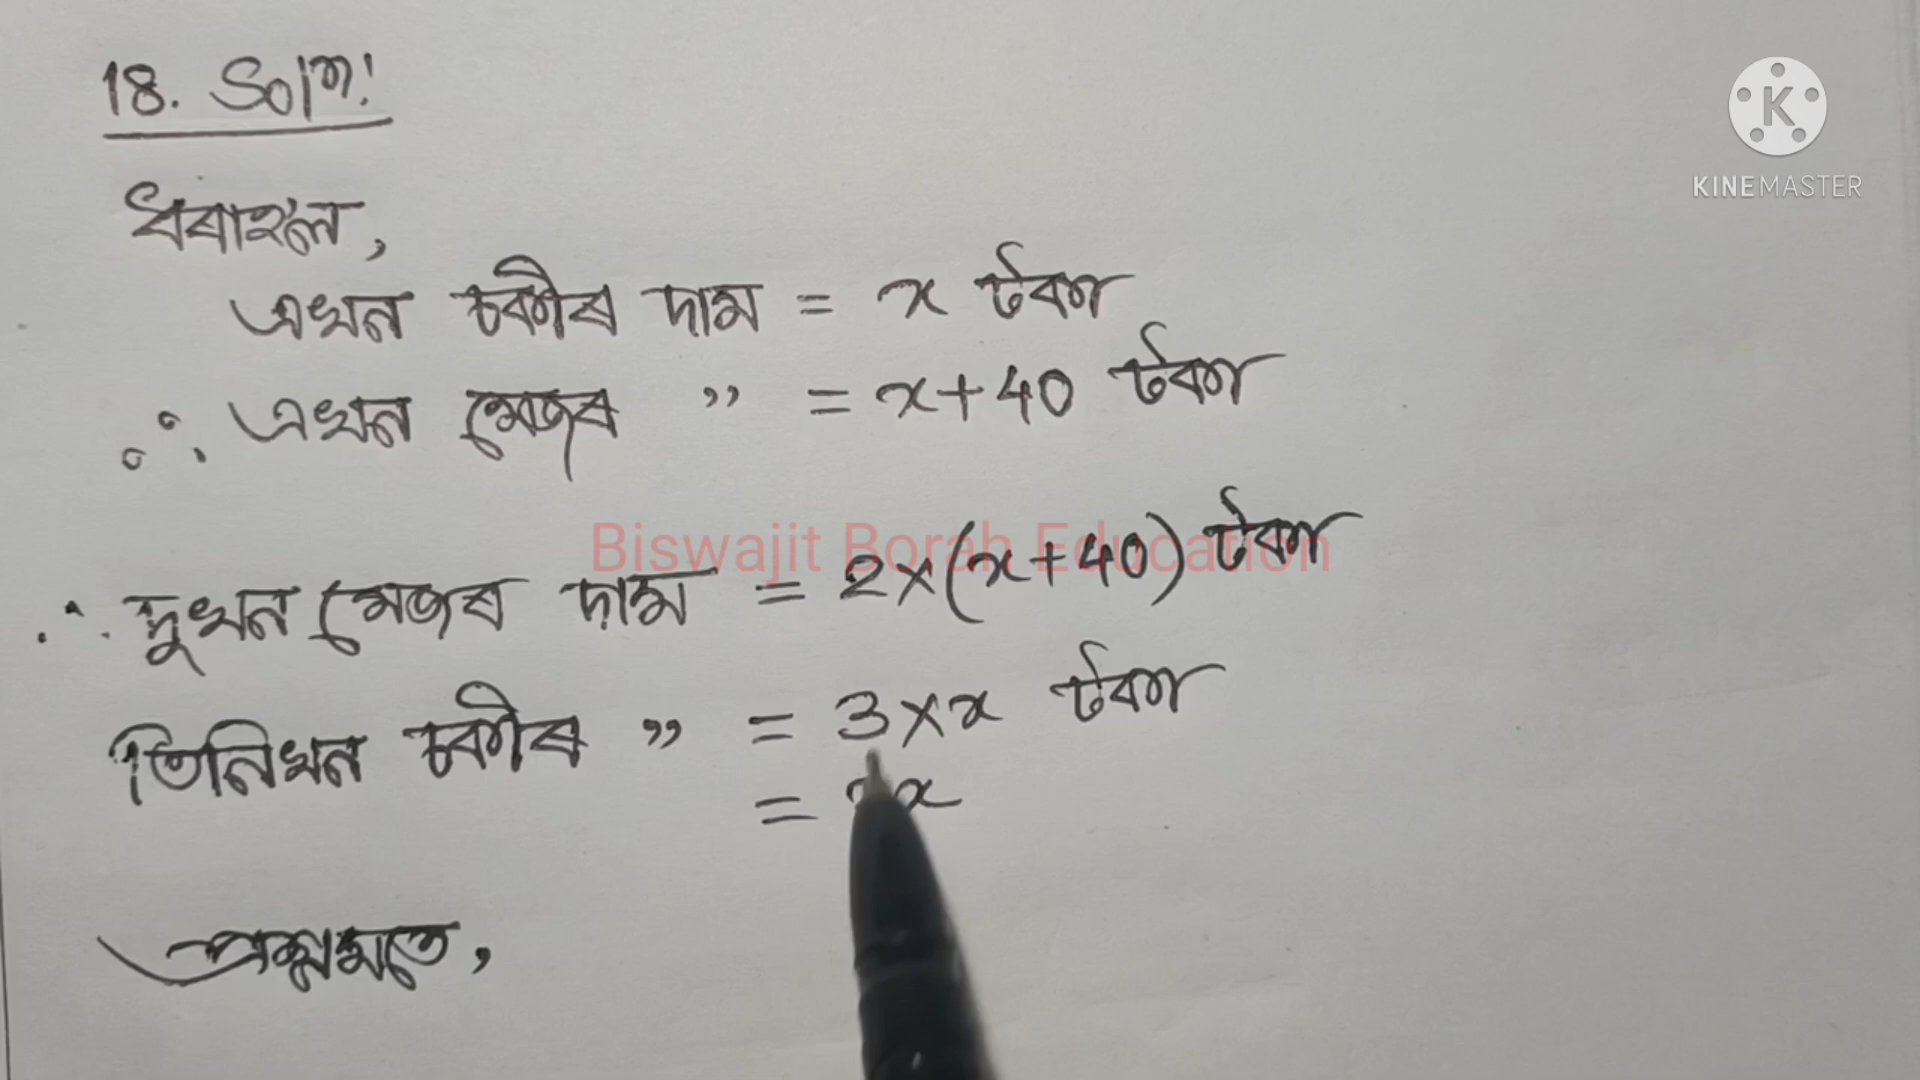 18. Solⁿ!
ধৰাহ'ল,
এখন চকীৰ দাম = x টকা
∴ এখন মেজৰ ” = x+40 টকা
Biswajit Borah Education
∴ দুখন মেজৰ দাম = 2×(x+40) টকা
তিনিখন চকীৰ ” = 3×x টকা
= x
প্ৰশ্নমতে,
K
KINEMASTER